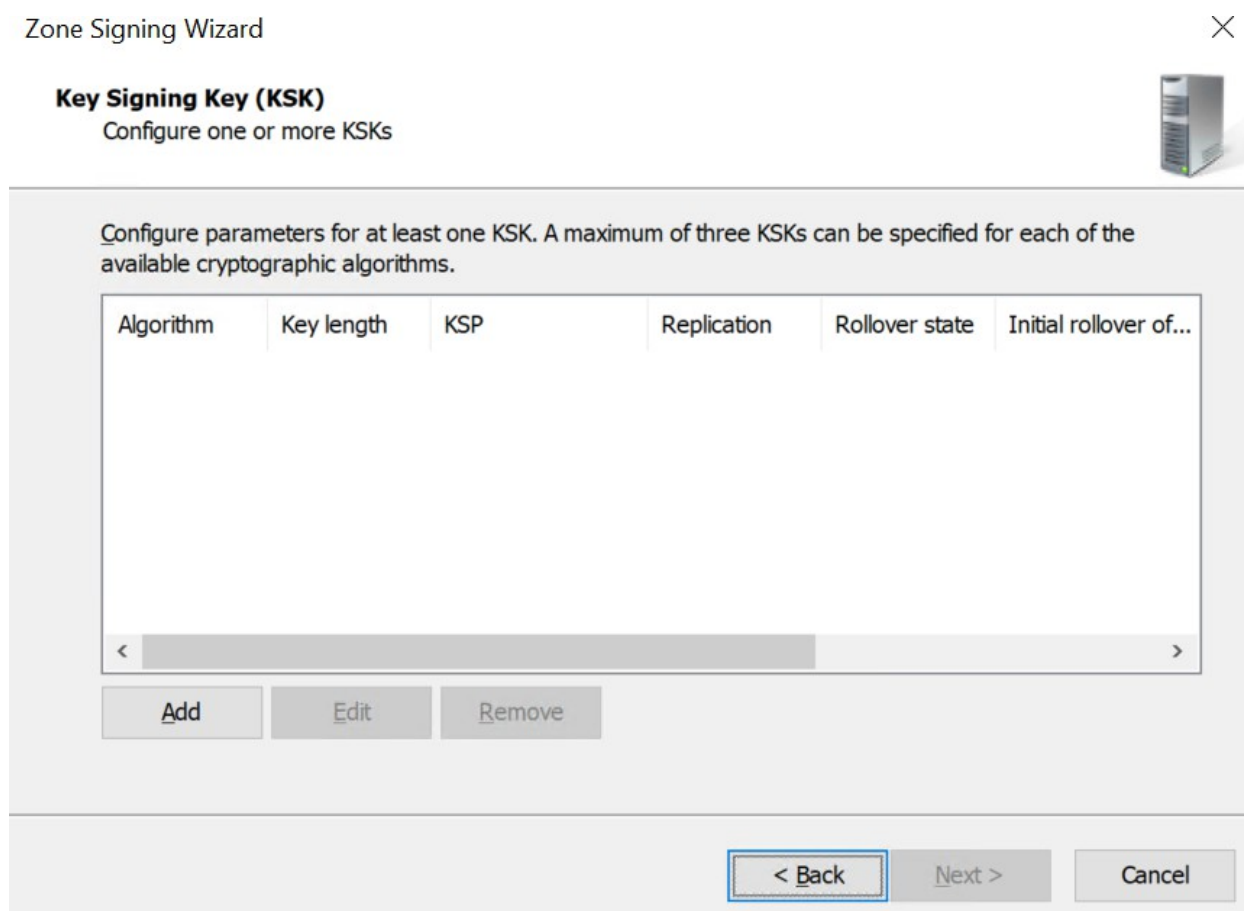 Zone Signing Wizard
Key Signing Key (KSK)
Configure one or more KSKs
Configure parameters for at least one KSK. A maximum of three KSKs can be specified for each of the
available cryptographic algorithms.
Algorithm Key length KSP Replication Rollover state Initial rollover of...
Add Edit Remove
< Back Next > Cancel